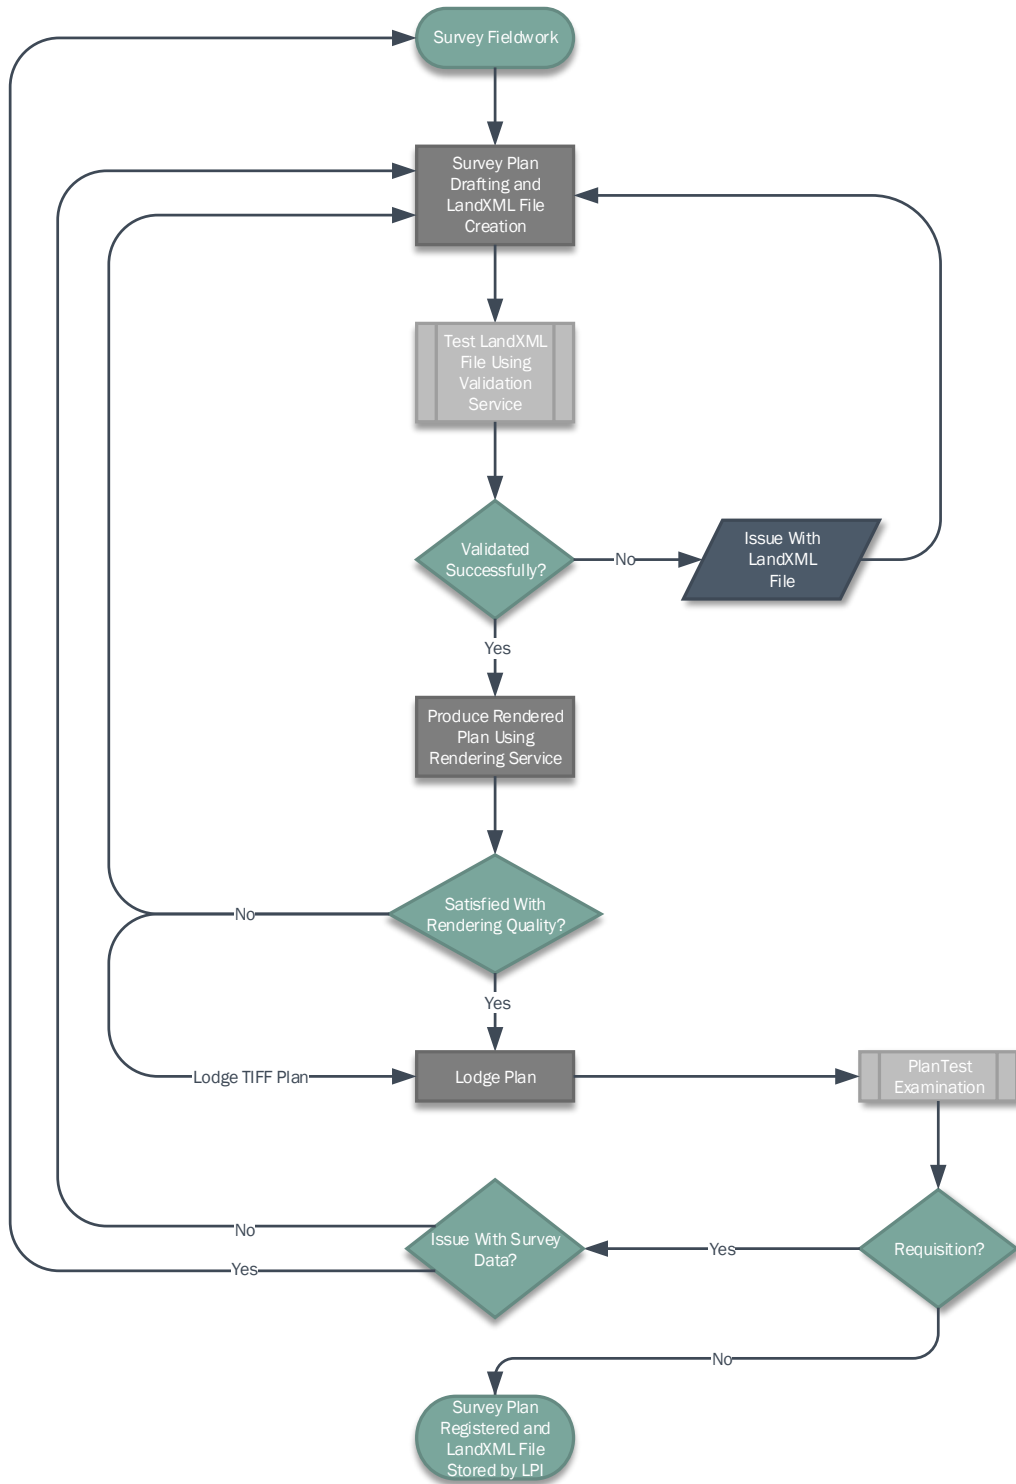 Survey Fieldwork
Survey Plan
Drafting and
LandXML File
Creation
Test LandXML
File Using
Validation
Service
Validated
Successfully?
No
Issue With
LandXML
File
Yes
Produce Rendered
Plan Using
Rendering Service
Satisfied With
Rendering Quality?
No
Yes
Lodge TIFF Plan
Lodge Plan
PlanTest
Examination
Issue With Survey
Data?
No
Yes
Yes
Requisition?
No
Survey Plan
Registered and
LandXML File
Stored by LPI